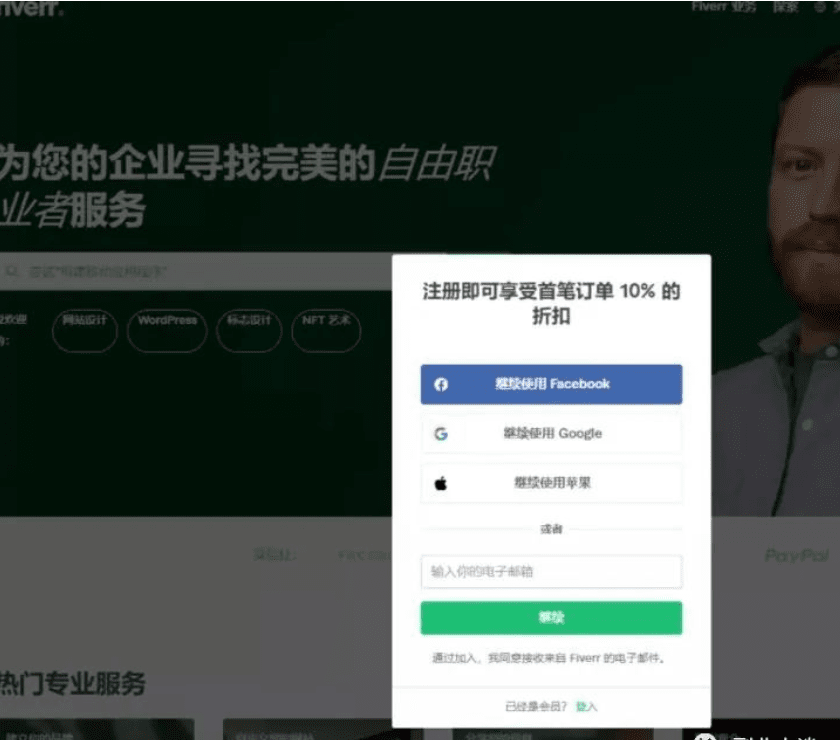 fiverr.
Fiverr 业务 探索
为您的企业寻找完美的自由职
业者服务
网站设计 WordPress 标志设计 NFT 艺术
注册即可享受首笔订单 10% 的
折扣
继续使用 Facebook
继续使用 Google
继续使用苹果
或者
输入你的电子邮箱
继续
通过加入，我同意接收来自 Fiverr 的电子邮件。
已经是会员？ 登入
PayPal
热门专业服务